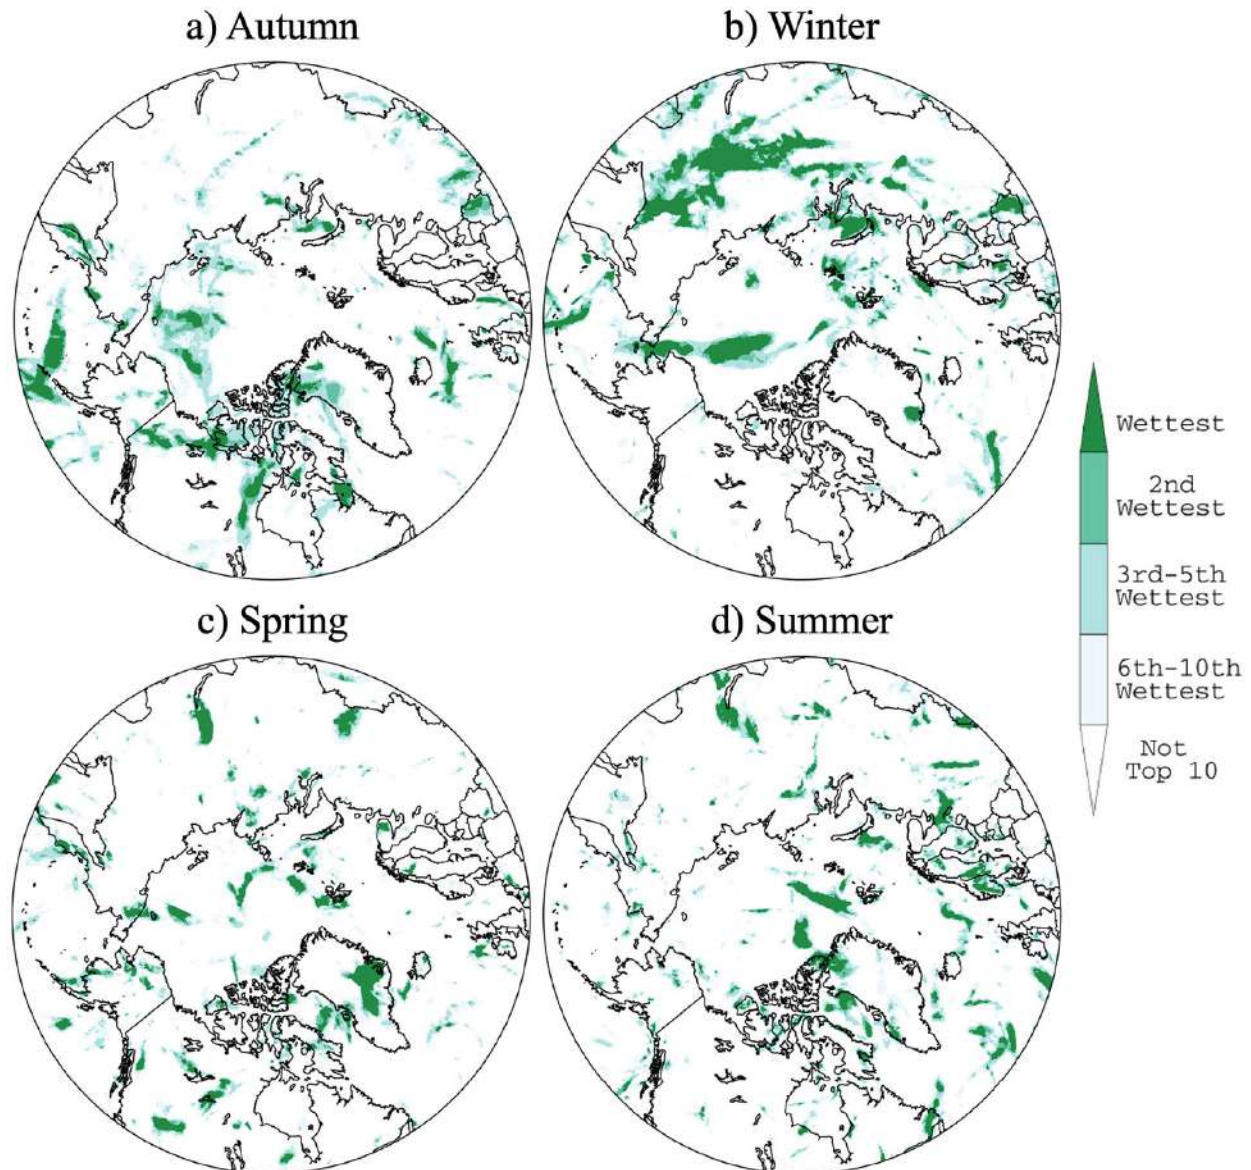 a) Autumn
b) Winter
c) Spring
d) Summer
Wettest
2nd
Wettest
3rd-5th
Wettest
6th-10th
Wettest
Not
Top 10